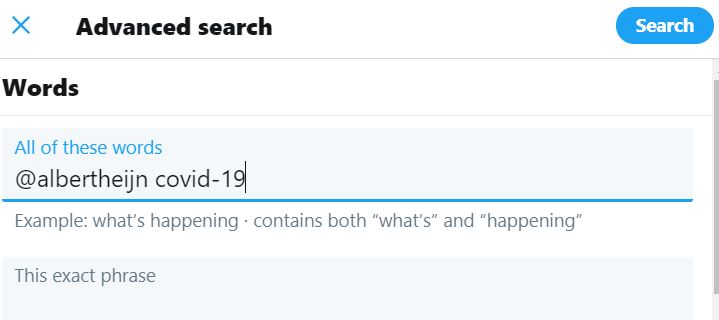 Advanced search
Search
Words
All of these words
@albertheijn covid-19
Example: what’s happening · contains both “what’s” and “happening”
This exact phrase